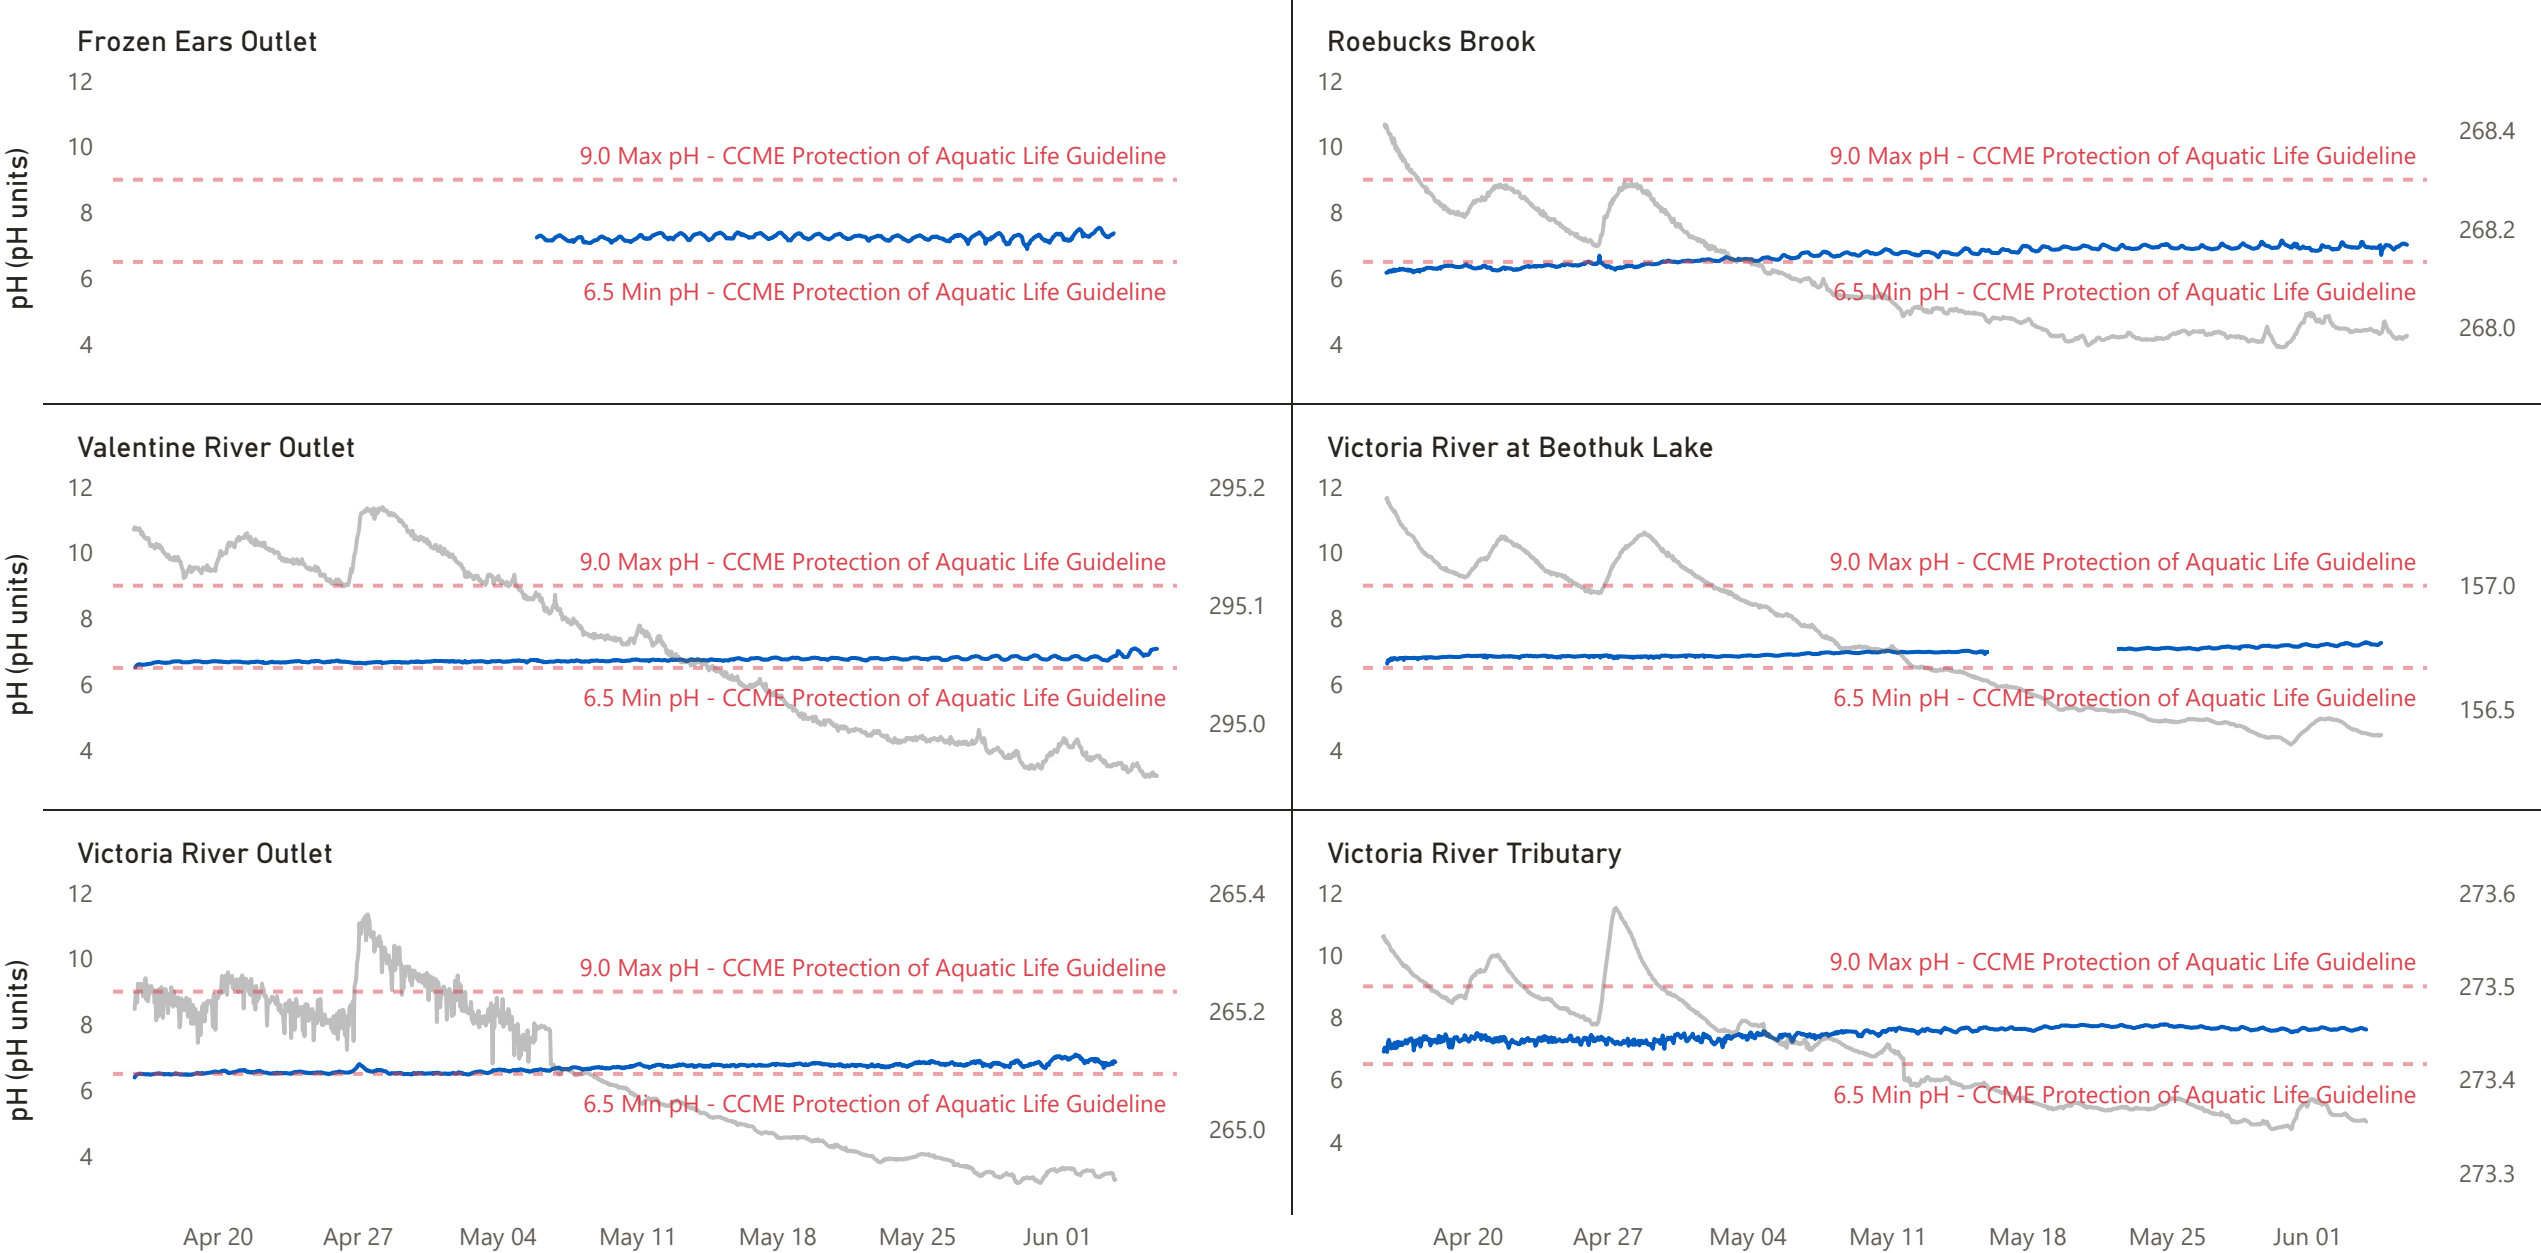 Frozen Ears Outlet
12
10
8
6
4
pH (pH units)
9.0 Max pH - CCME Protection of Aquatic Life Guideline
6.5 Min pH - CCME Protection of Aquatic Life Guideline
Roebucks Brook
12
10
8
6
4
9.0 Max pH - CCME Protection of Aquatic Life Guideline
6.5 Min pH - CCME Protection of Aquatic Life Guideline
268.4
268.2
268.0
Valentine River Outlet
12
10
8
6
4
pH (pH units)
9.0 Max pH - CCME Protection of Aquatic Life Guideline
6.5 Min pH - CCME Protection of Aquatic Life Guideline
295.2
295.1
295.0
Victoria River at Beothuk Lake
12
10
8
6
4
9.0 Max pH - CCME Protection of Aquatic Life Guideline
6.5 Min pH - CCME Protection of Aquatic Life Guideline
157.0
156.5
Victoria River Outlet
12
10
8
6
4
pH (pH units)
9.0 Max pH - CCME Protection of Aquatic Life Guideline
6.5 Min pH - CCME Protection of Aquatic Life Guideline
265.4
265.2
265.0
Apr 20 Apr 27 May 04 May 11 May 18 May 25 Jun 01
Victoria River Tributary
12
10
8
6
4
9.0 Max pH - CCME Protection of Aquatic Life Guideline
6.5 Min pH - CCME Protection of Aquatic Life Guideline
273.6
273.5
273.4
273.3
Apr 20 Apr 27 May 04 May 11 May 18 May 25 Jun 01